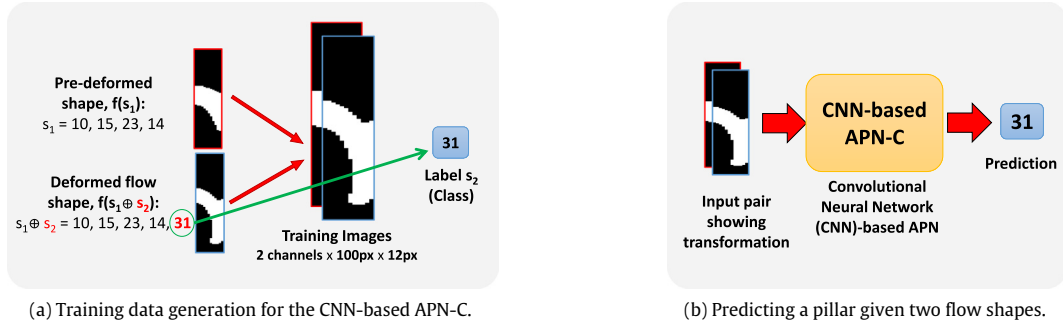 Pre-deformed
shape, f(s₁):
s₁ = 10, 15, 23, 14
Deformed flow
shape, f(s₁⊕ s₂):
s₁⊕ s₂ = 10, 15, 23, 14, 31
Training Images
2 channels x 100px x 12px
31
Label s₂
(Class)
(a) Training data generation for the CNN-based APN-C.
Input pair
showing
transformation
CNN-based
APN-C
Convolutional
Neural Network
(CNN)-based APN
31
Prediction
(b) Predicting a pillar given two flow shapes.